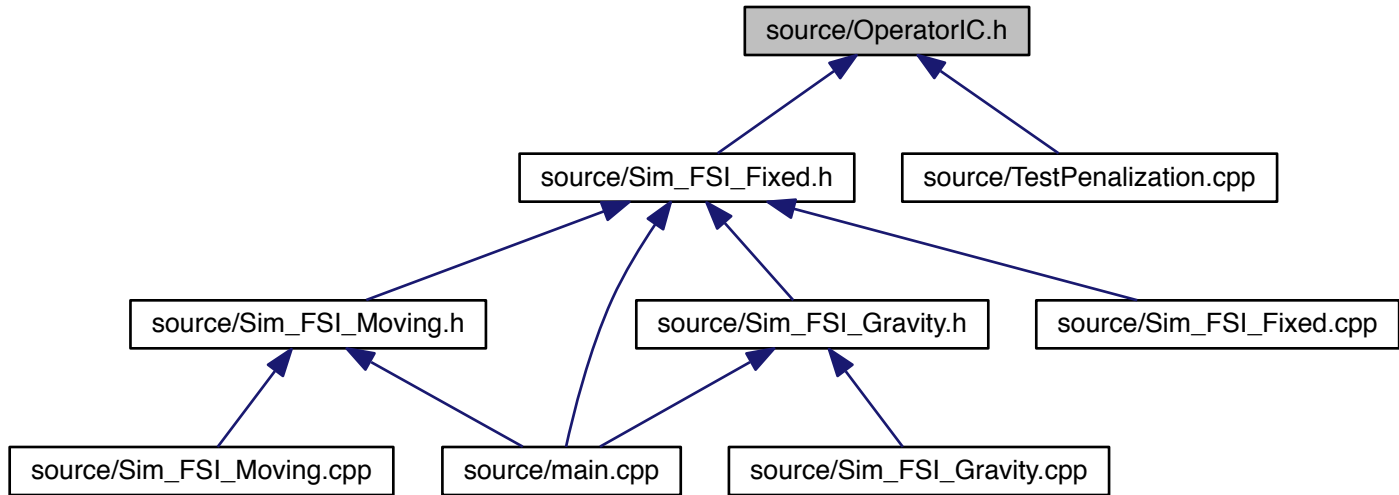 source/OperatorIC.h
source/Sim_FSI_Fixed.h
source/TestPenalization.cpp
source/Sim_FSI_Moving.h
source/Sim_FSI_Gravity.h
source/Sim_FSI_Fixed.cpp
source/Sim_FSI_Moving.cpp
source/main.cpp
source/Sim_FSI_Gravity.cpp